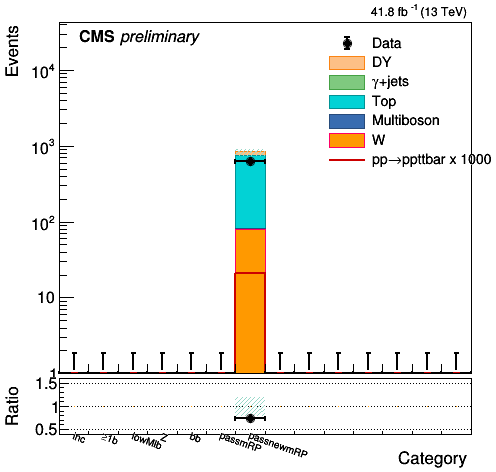 41.8 fb⁻¹ (13 TeV)
CMS preliminary
Events
Data
DY
γ+jets
Top
Multiboson
W
pp→ppttbar x 1000
10⁴
10³
10²
10
1
1.5
1
0.5
Ratio
inc
≥1b
lowMlb
Z
bb
passmRP
passnewmRP
Category